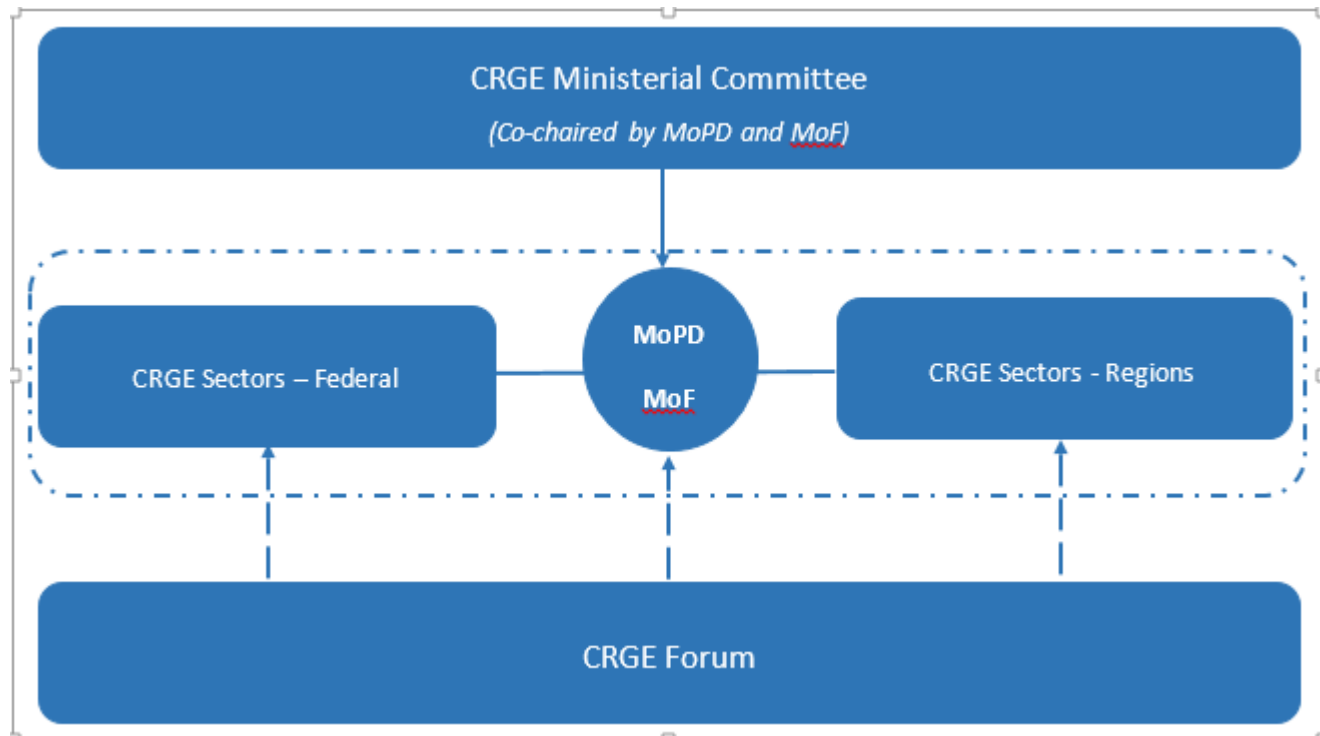 CRGE Ministerial Committee
(Co-chaired by MoPD and MoF)
MoPD
MoF
CRGE Sectors – Federal
CRGE Sectors - Regions
CRGE Forum